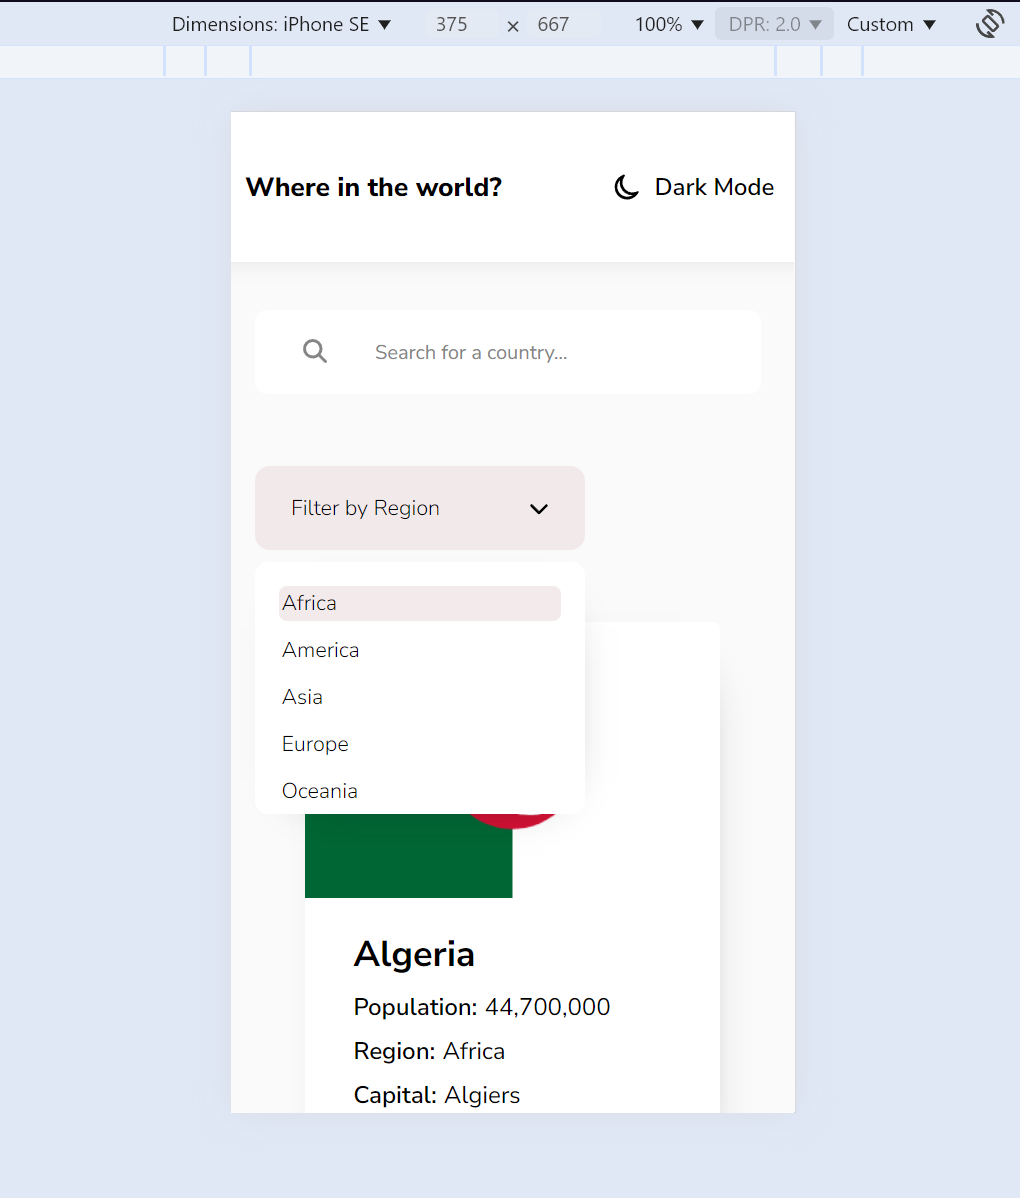 Dimensions: iPhone SE 375 × 667 100% DPR: 2.0 Custom
Where in the world? Dark Mode
Search for a country...
Filter by Region
Africa
America
Asia
Europe
Oceania
Algeria
Population: 44,700,000
Region: Africa
Capital: Algiers